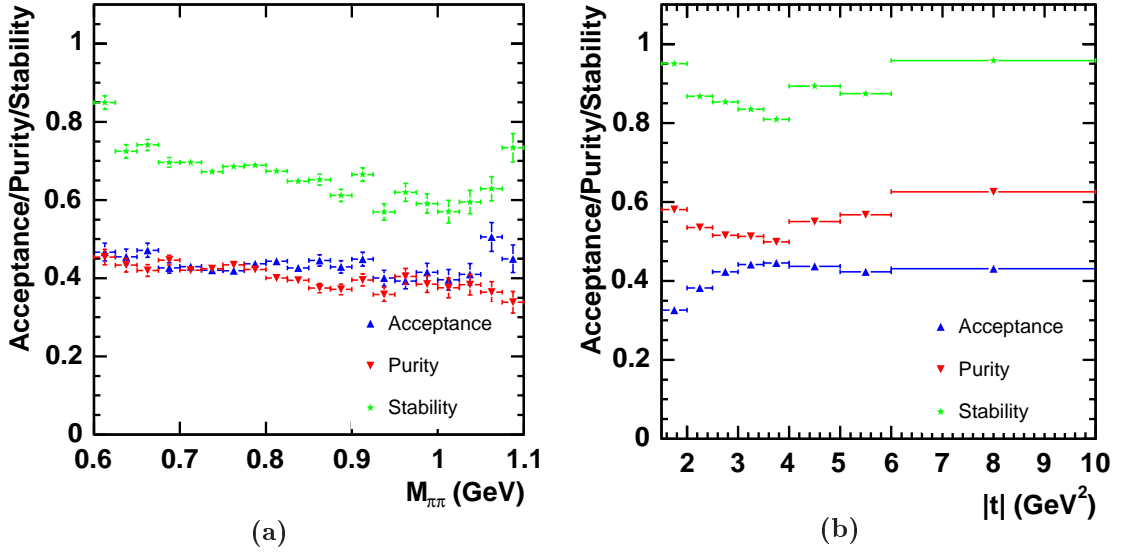 Acceptance/Purity/Stability
1
0.8
0.6
0.4
0.2
0
Acceptance
Purity
Stability
0.6 0.7 0.8 0.9 1 1.1
M_ππ (GeV)
(a)
Acceptance/Purity/Stability
1
0.8
0.6
0.4
0.2
0
Acceptance
Purity
Stability
2 3 4 5 6 7 8 9 10
|t| (GeV²)
(b)